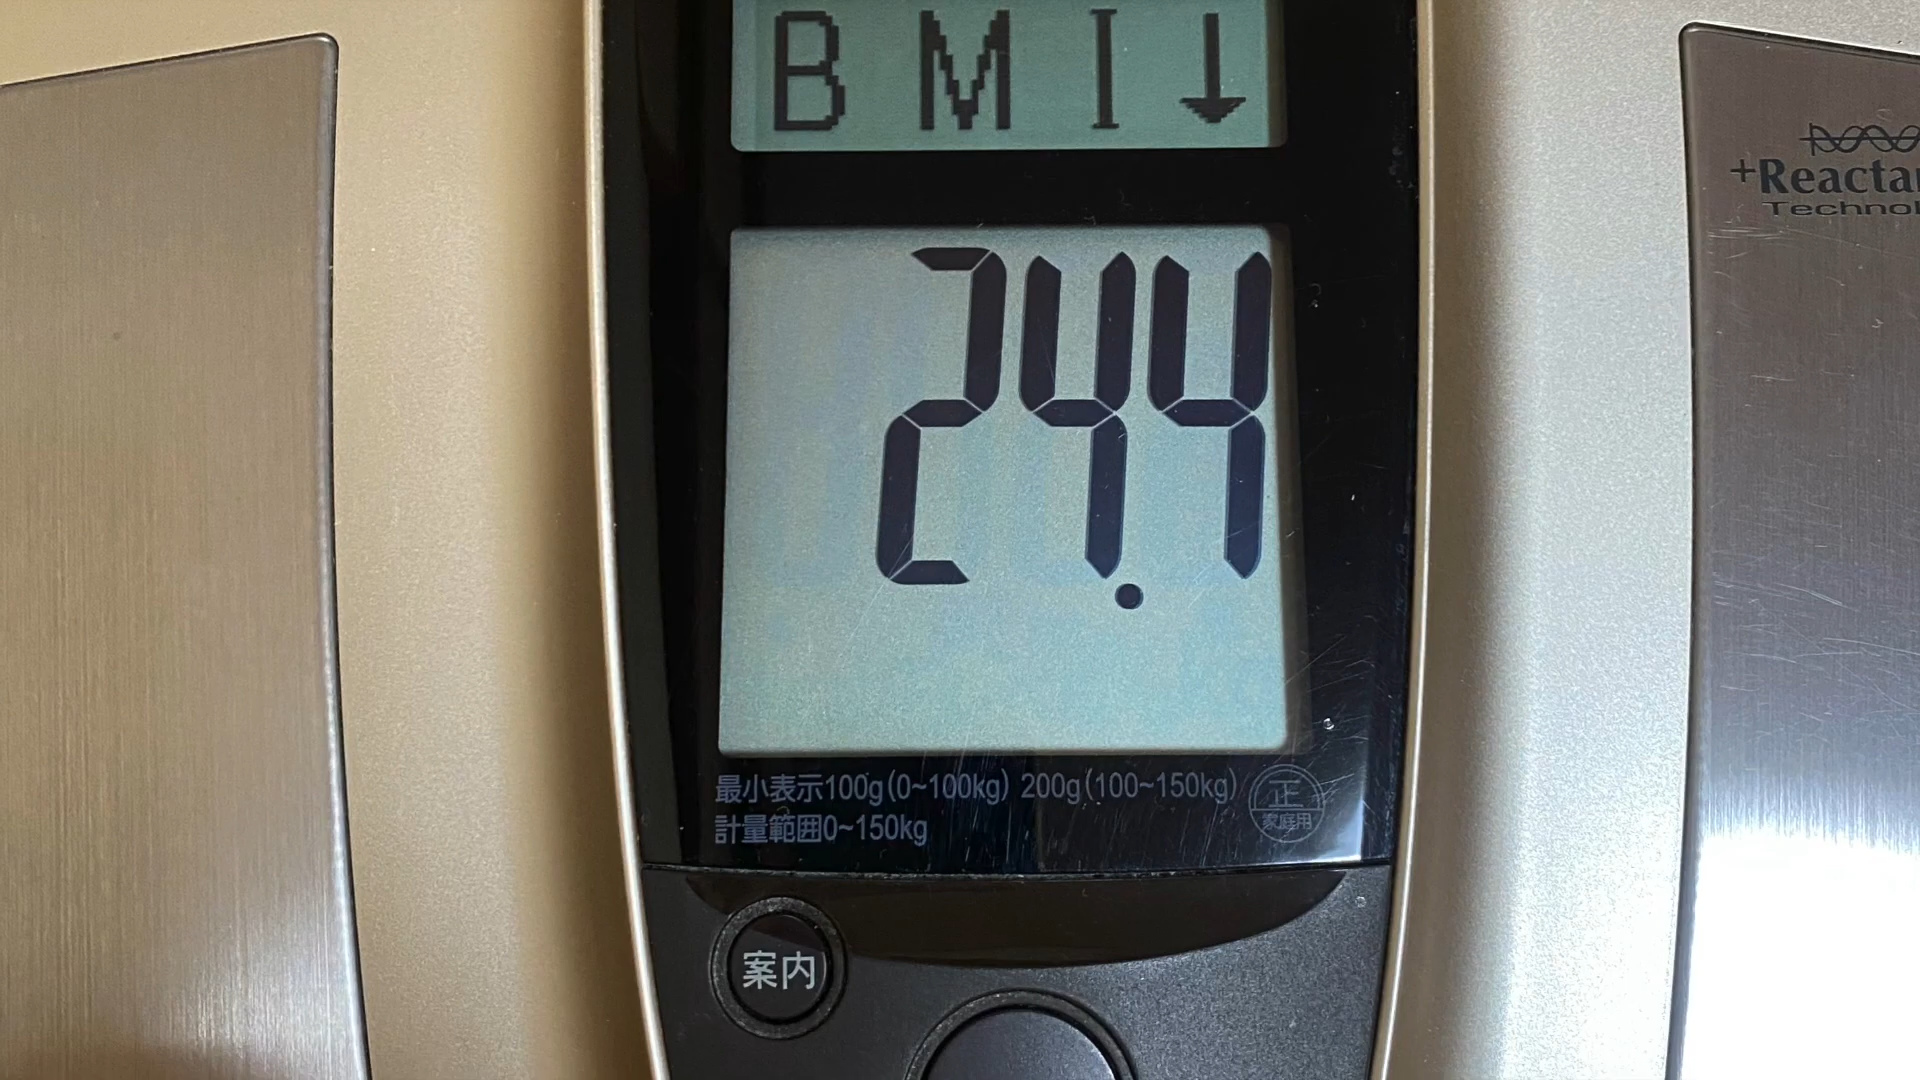 BMI↓
24.4
+Reacta
Technol
最小表示100g(0~100kg) 200g(100~150kg)
正
家庭用
計量範囲0~150kg
案内